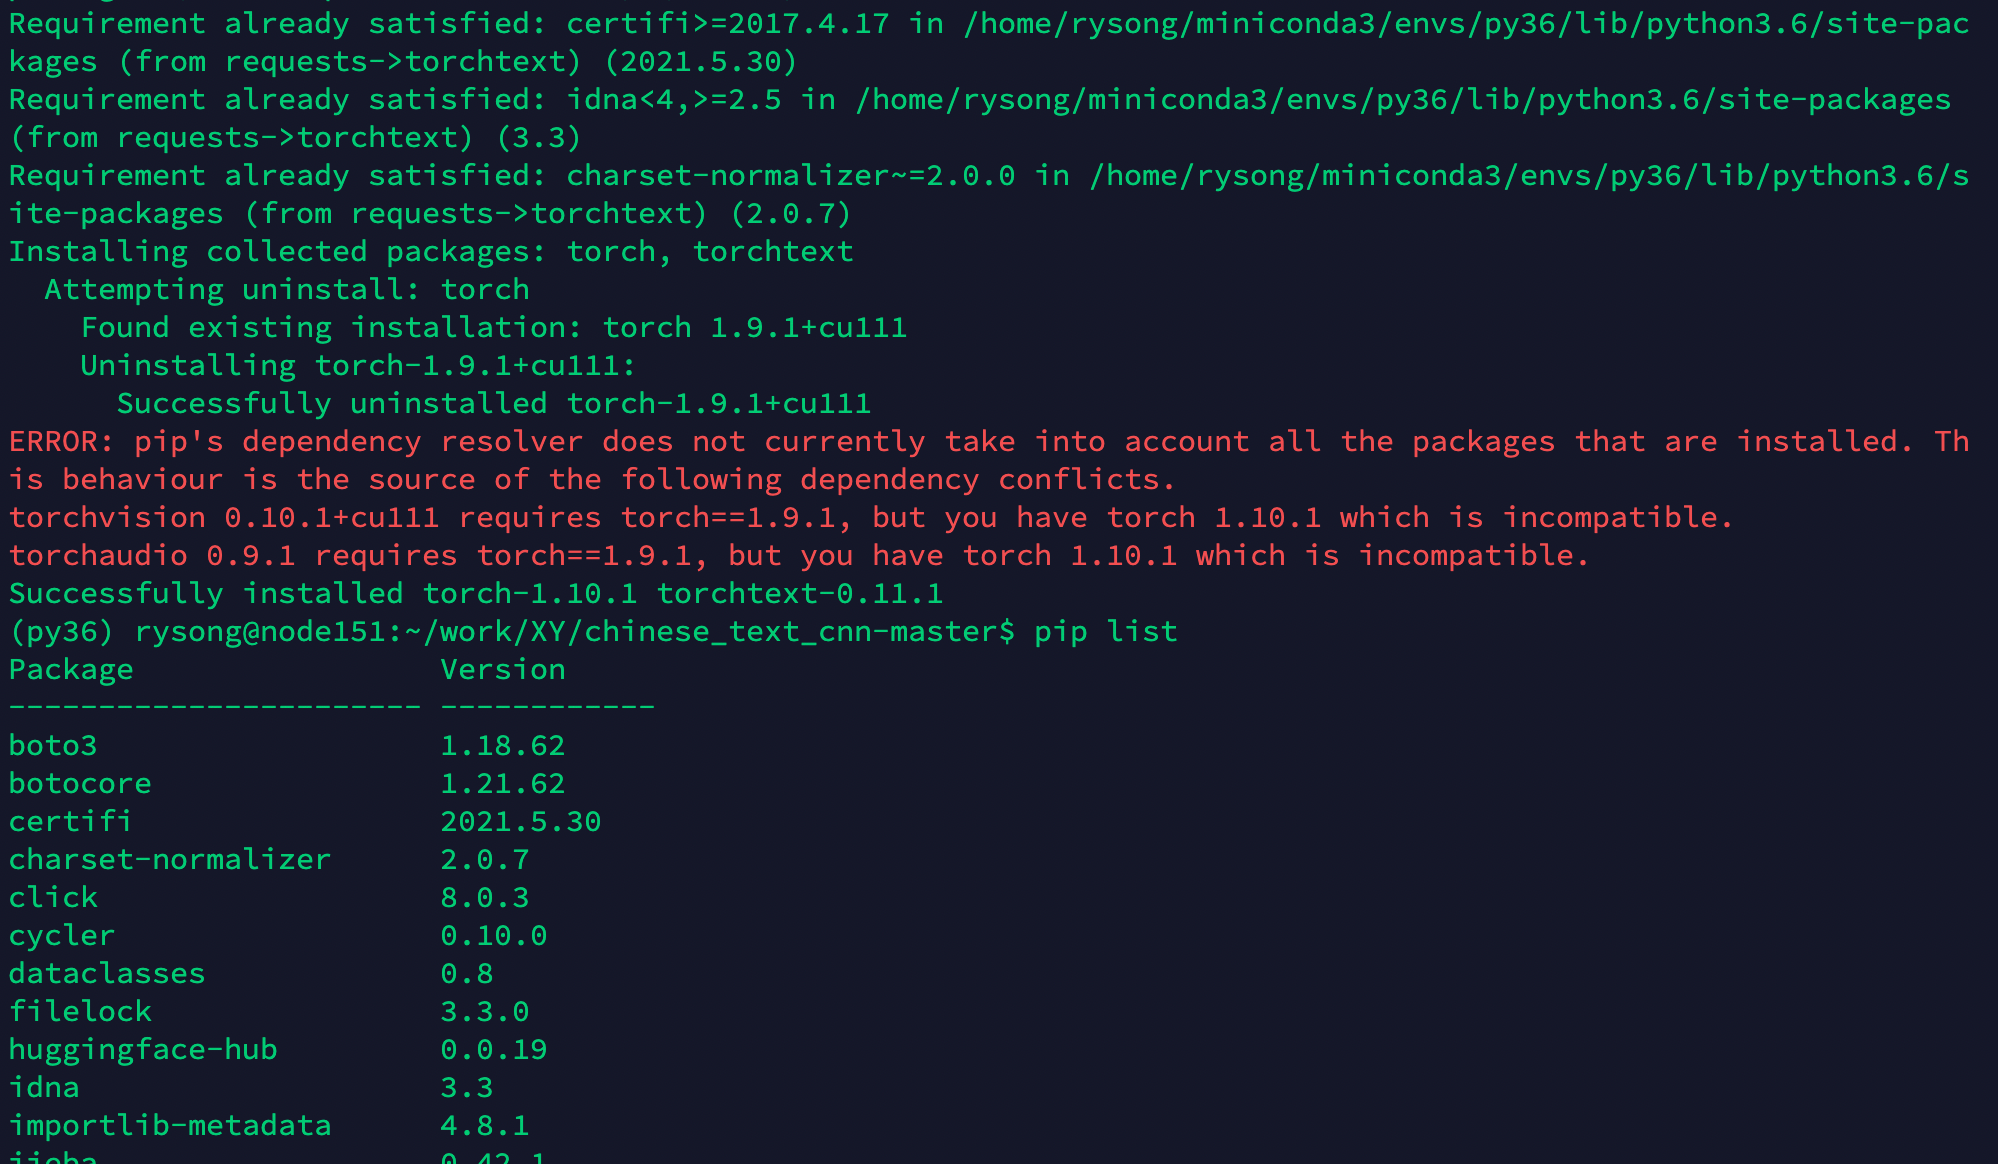 Requirement already satisfied: certifi>=2017.4.17 in /home/rysong/miniconda3/envs/py36/lib/python3.6/site-pac
kages (from requests->torchtext) (2021.5.30)
Requirement already satisfied: idna<4,>=2.5 in /home/rysong/miniconda3/envs/py36/lib/python3.6/site-packages
(from requests->torchtext) (3.3)
Requirement already satisfied: charset-normalizer~=2.0.0 in /home/rysong/miniconda3/envs/py36/lib/python3.6/s
ite-packages (from requests->torchtext) (2.0.7)
Installing collected packages: torch, torchtext
  Attempting uninstall: torch
    Found existing installation: torch 1.9.1+cu111
    Uninstalling torch-1.9.1+cu111:
      Successfully uninstalled torch-1.9.1+cu111
ERROR: pip's dependency resolver does not currently take into account all the packages that are installed. Th
is behaviour is the source of the following dependency conflicts.
torchvision 0.10.1+cu111 requires torch==1.9.1, but you have torch 1.10.1 which is incompatible.
torchaudio 0.9.1 requires torch==1.9.1, but you have torch 1.10.1 which is incompatible.
Successfully installed torch-1.10.1 torchtext-0.11.1
(py36) rysong@node151:~/work/XY/chinese_text_cnn-master$ pip list
Package                 Version
----------------------- ------------
boto3                   1.18.62
botocore                1.21.62
certifi                 2021.5.30
charset-normalizer      2.0.7
click                   8.0.3
cycler                  0.10.0
dataclasses             0.8
filelock                3.3.0
huggingface-hub         0.0.19
idna                    3.3
importlib-metadata      4.8.1
jieba                   0.42.1